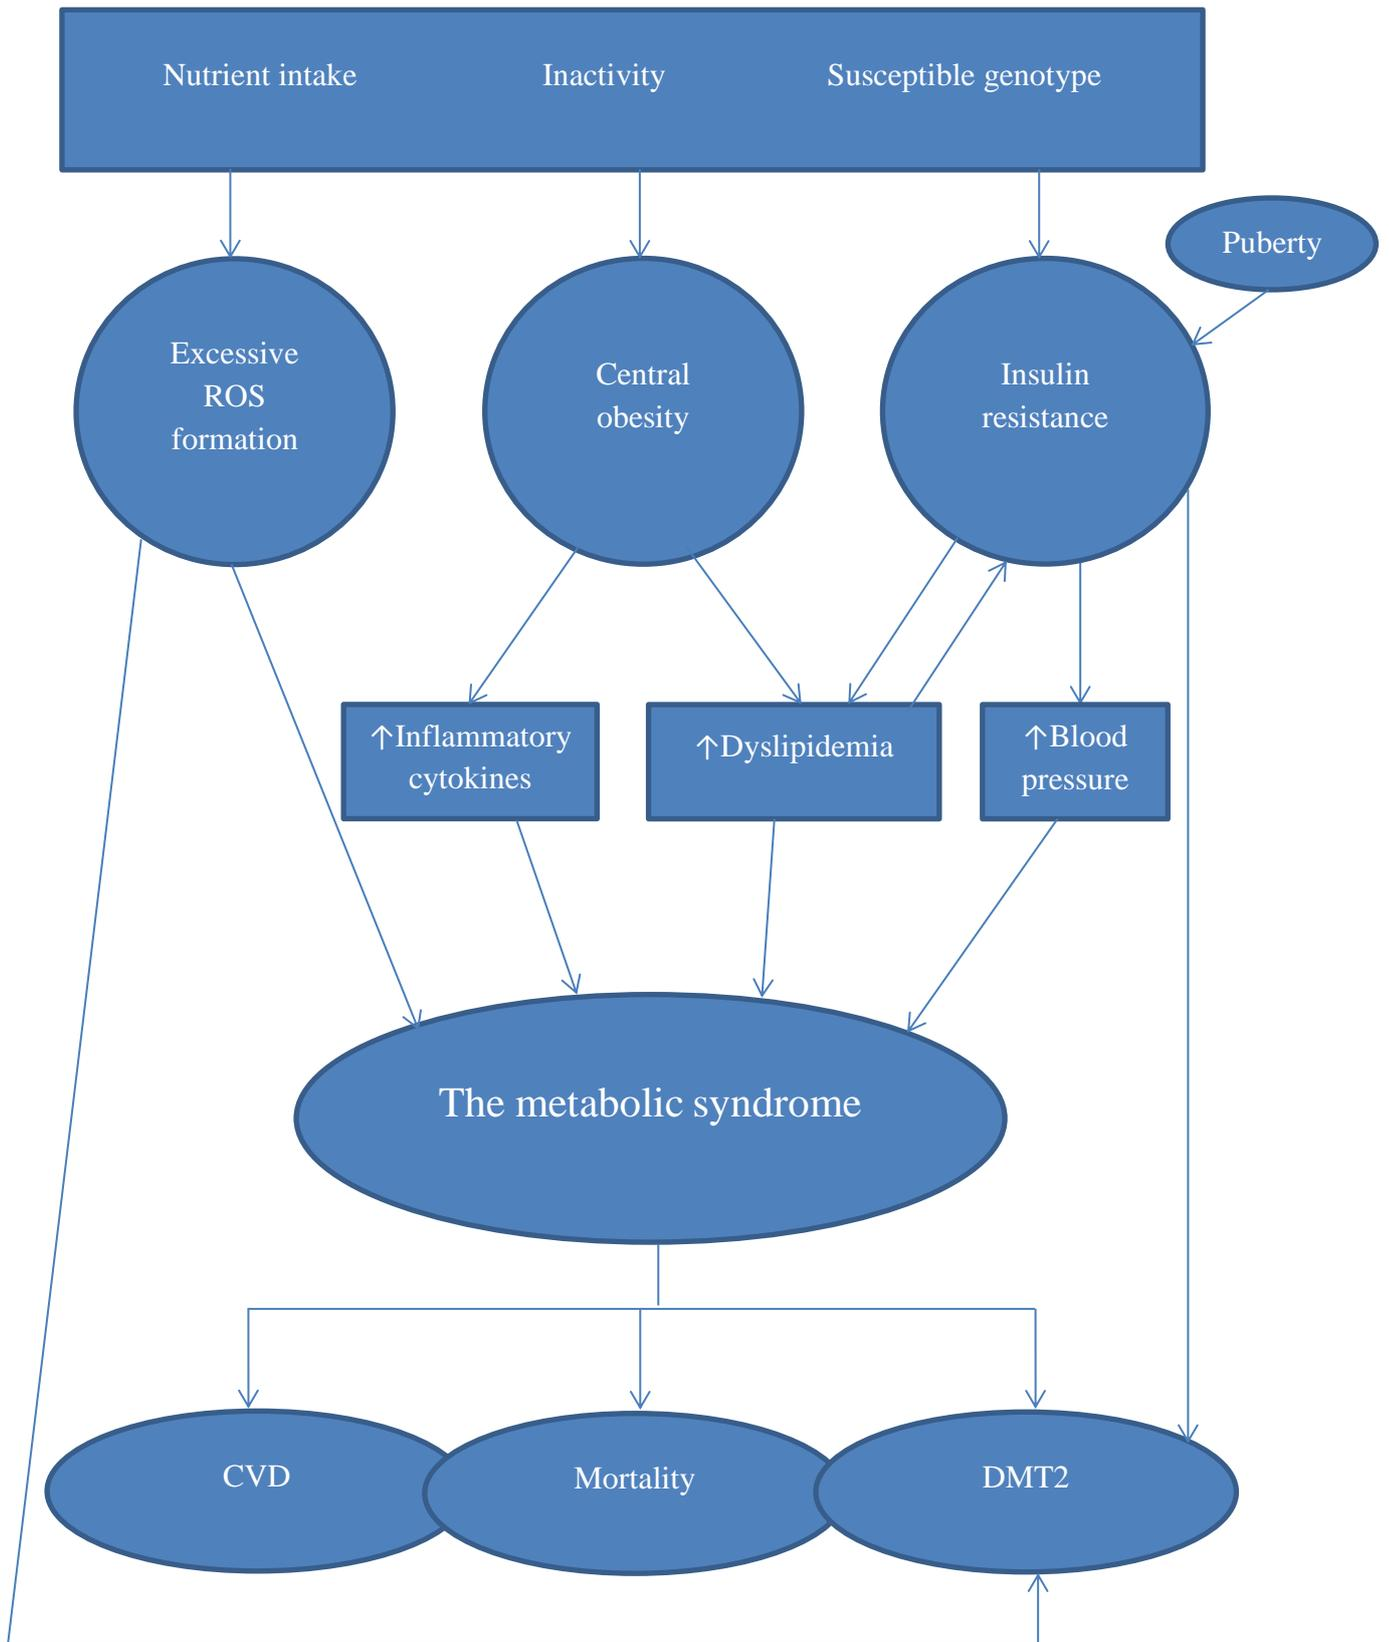 Nutrient intake Inactivity Susceptible genotype
Puberty
Excessive
ROS
formation
Central
obesity
Insulin
resistance
↑Inflammatory
cytokines
↑Dyslipidemia
↑Blood
pressure
The metabolic syndrome
CVD
Mortality
DMT2